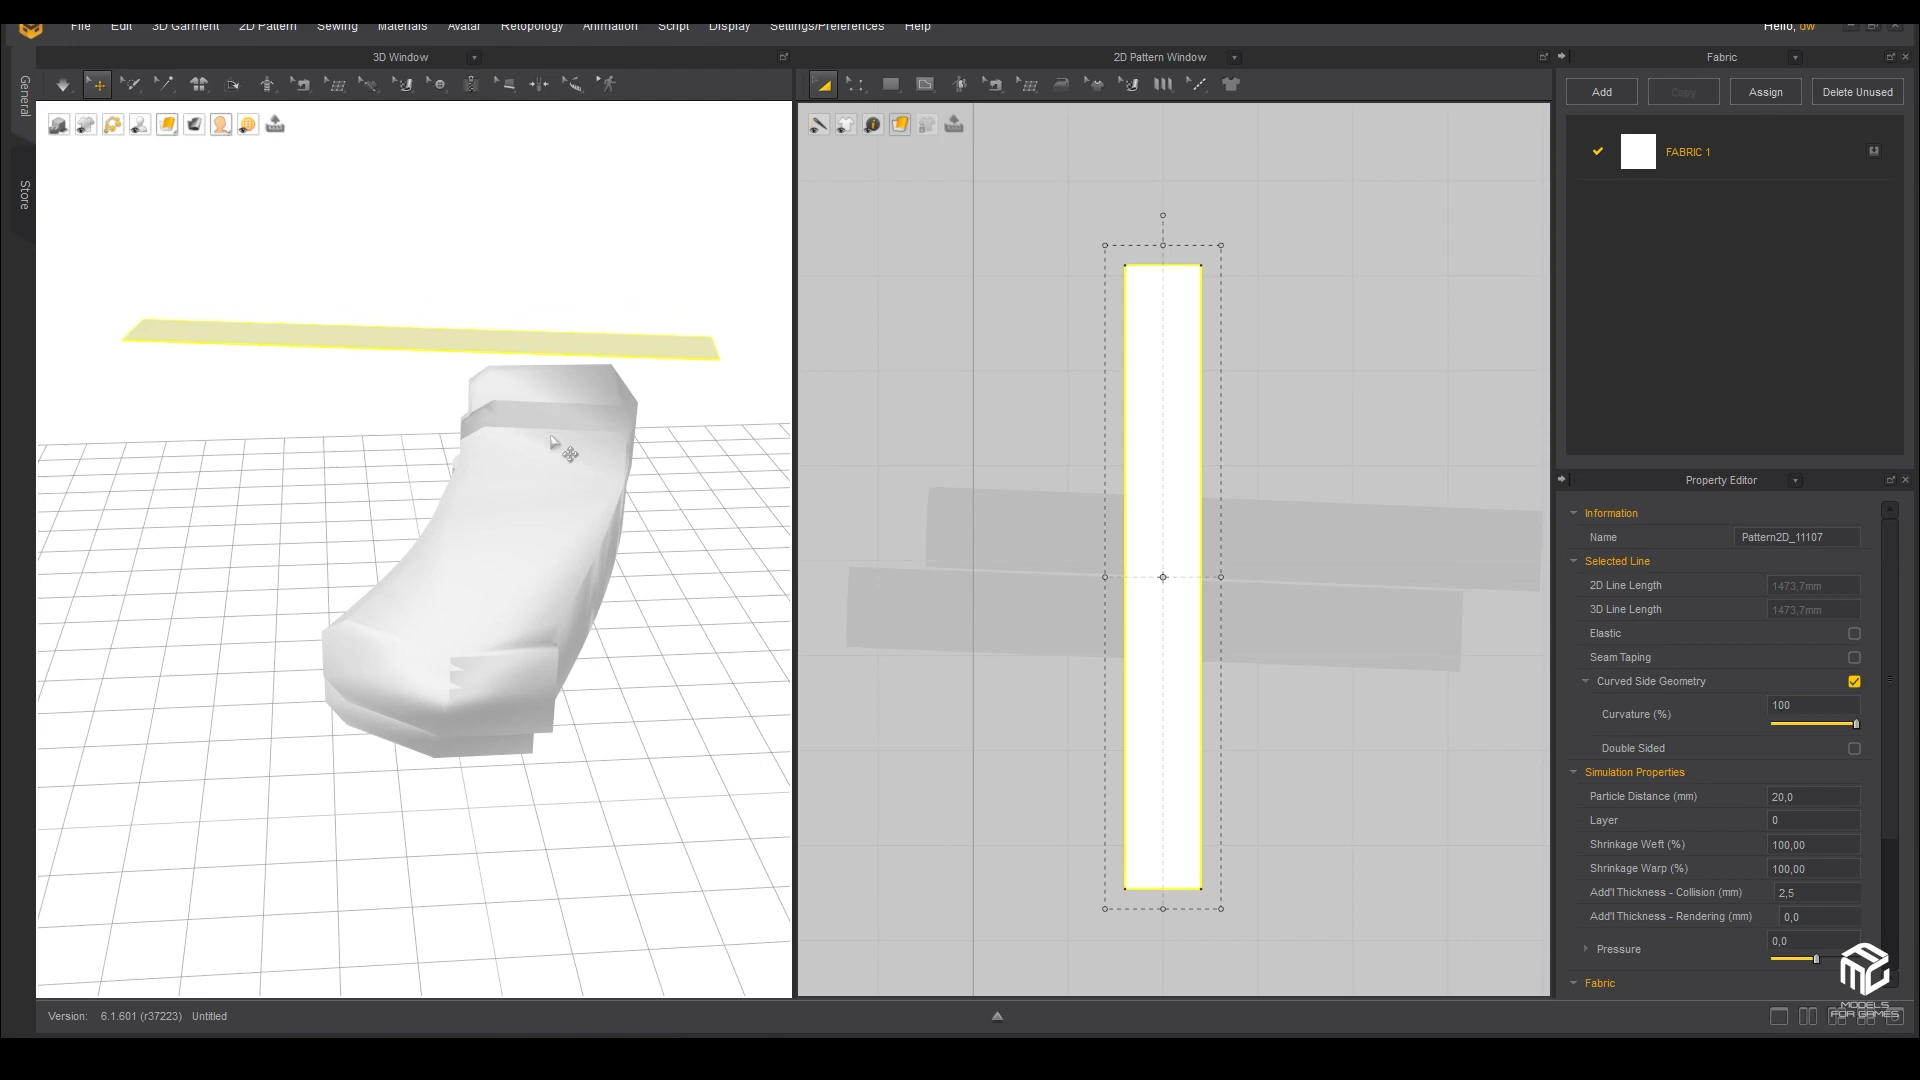 File Edit 3D Garment 2D Pattern Sewing Materials Avatar Retopology Animation Script Display Settings/Preferences Help Hello, dw
General
Store
3D Window
2D Pattern Window
Fabric
Add Copy Assign Delete Unused
FABRIC 1
Property Editor
Information
Name Pattern2D_11107
Selected Line
2D Line Length 1473,7mm
3D Line Length 1473,7mm
Elastic
Seam Taping
Curved Side Geometry
Curvature (%) 100
Double Sided
Simulation Properties
Particle Distance (mm) 20,0
Layer 0
Shrinkage Weft (%) 100,00
Shrinkage Warp (%) 100,00
Add'l Thickness - Collision (mm) 2,5
Add'l Thickness - Rendering (mm) 0,0
Pressure 0,0
Fabric
Version: 6.1.601 (r37223) Untitled
MODELS
FOR GAMES